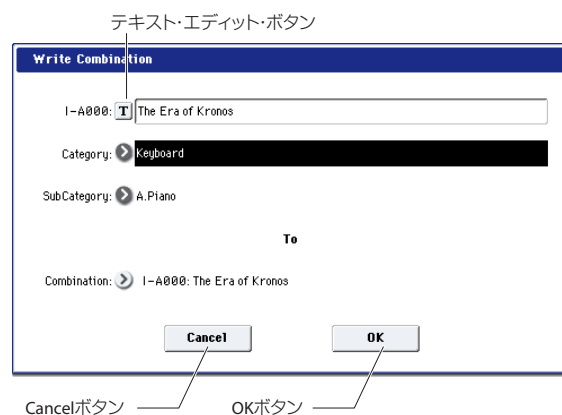 テキスト・エディット・ボタン
Write Combination
I-A000: T The Era of Kronos
Category: Keyboard
SubCategory: A.Piano
To
Combination: I-A000: The Era of Kronos
Cancel OK
Cancelボタン OKボタン